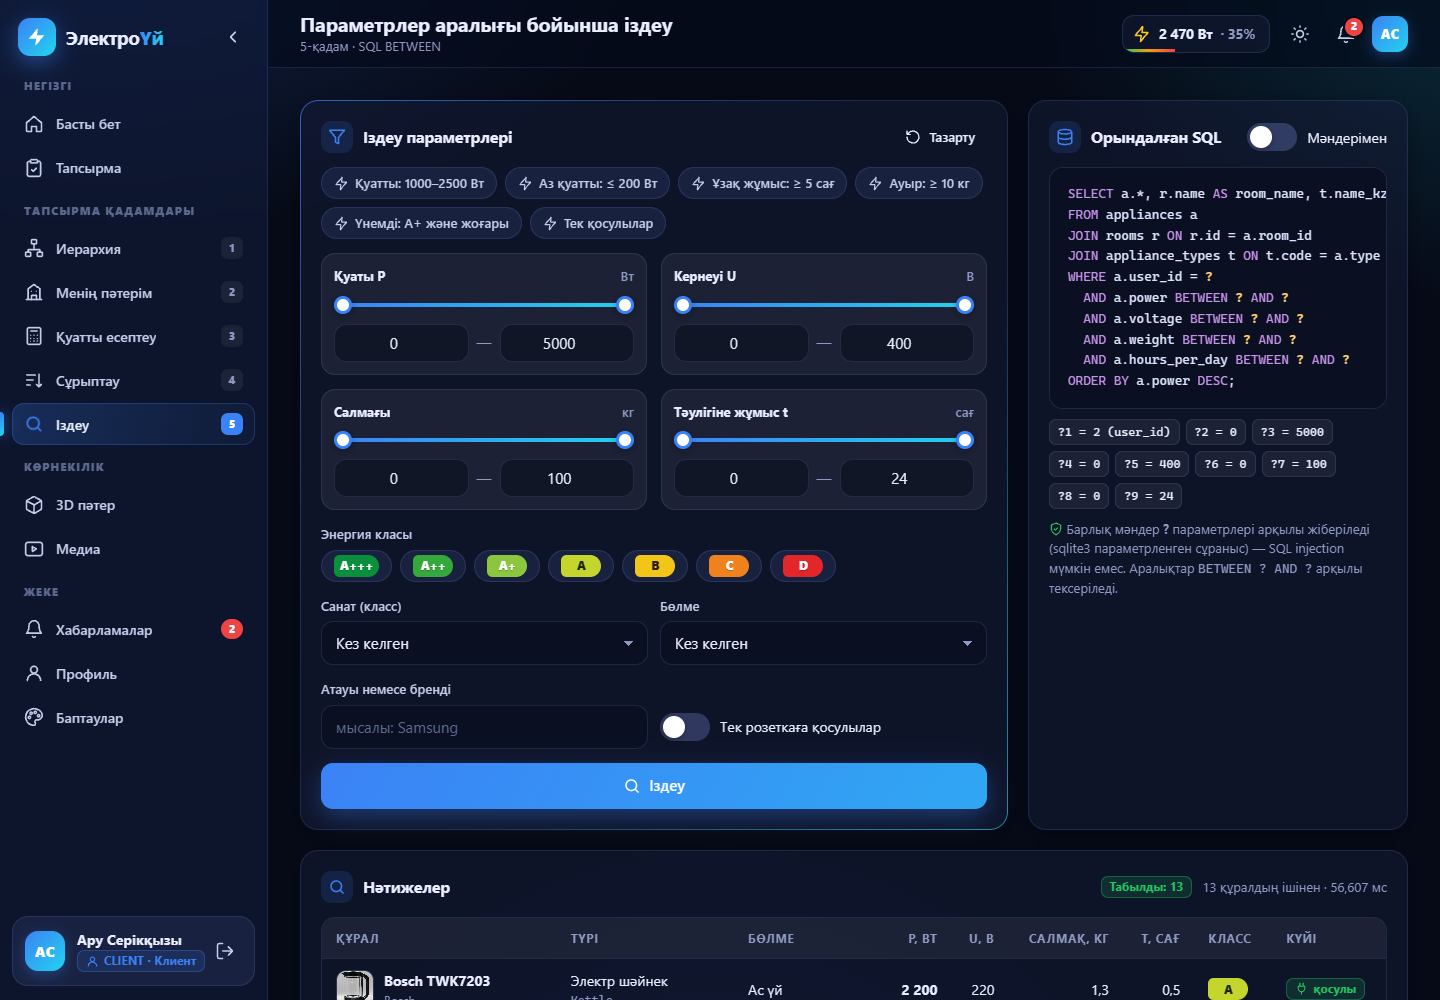 ЭлектроҮй
НЕГІЗГІ
Басты бет
Тапсырма
ТАПСЫРМА ҚАДАМДАРЫ
Иерархия 1
Менің пәтерім 2
Қуатты есептеу 3
Сұрыптау 4
Іздеу 5
КӨРНЕКІЛІК
3D пәтер
Медиа
ЖЕКЕ
Хабарламалар 2
Профиль
Баптаулар
АС
Ару Серікқызы
CLIENT · Клиент
Параметрлер аралығы бойынша іздеу
5-қадам · SQL BETWEEN
2 470 Вт · 35%
2
АС
Іздеу параметрлері
Тазарту
Қуатты: 1000–2500 Вт
Аз қуатты: ≤ 200 Вт
Ұзақ жұмыс: ≥ 5 сағ
Ауыр: ≥ 10 кг
Үнемді: A+ және жоғары
Тек қосулылар
Қуаты P Вт
0 — 5000
Кернеуі U В
0 — 400
Салмағы кг
0 — 100
Тәулігіне жұмыс t сағ
0 — 24
Энергия класы
A+++ A++ A+ A B C D
Санат (класс)
Кез келген
Бөлме
Кез келген
Атауы немесе бренді
мысалы: Samsung
Тек розеткаға қосулылар
Іздеу
Орындалған SQL
Мәндерімен
SELECT a.*, r.name AS room_name, t.name_kz
FROM appliances a
JOIN rooms r ON r.id = a.room_id
JOIN appliance_types t ON t.code = a.type
WHERE a.user_id = ?
AND a.power BETWEEN ? AND ?
AND a.voltage BETWEEN ? AND ?
AND a.weight BETWEEN ? AND ?
AND a.hours_per_day BETWEEN ? AND ?
ORDER BY a.power DESC;
?1 = 2 (user_id) ?2 = 0 ?3 = 5000
?4 = 0 ?5 = 400 ?6 = 0 ?7 = 100
?8 = 0 ?9 = 24
Барлық мәндер ? параметрлері арқылы жіберіледі
(sqlite3 параметрленген сұраныс) — SQL injection
мүмкін емес. Аралықтар BETWEEN ? AND ? арқылы
тексеріледі.
Нәтижелер
Табылды: 13 13 құралдың ішінен · 56,607 мс
ҚҰРАЛ ТҮРІ БӨЛМЕ P, ВТ U, В САЛМАҚ, КГ T, САҒ КЛАСС КҮЙІ
Bosch TWK7203 Электр шәйнек Ас үй 2 200 220 1,3 0,5 A қосулы
Bosch Kettle